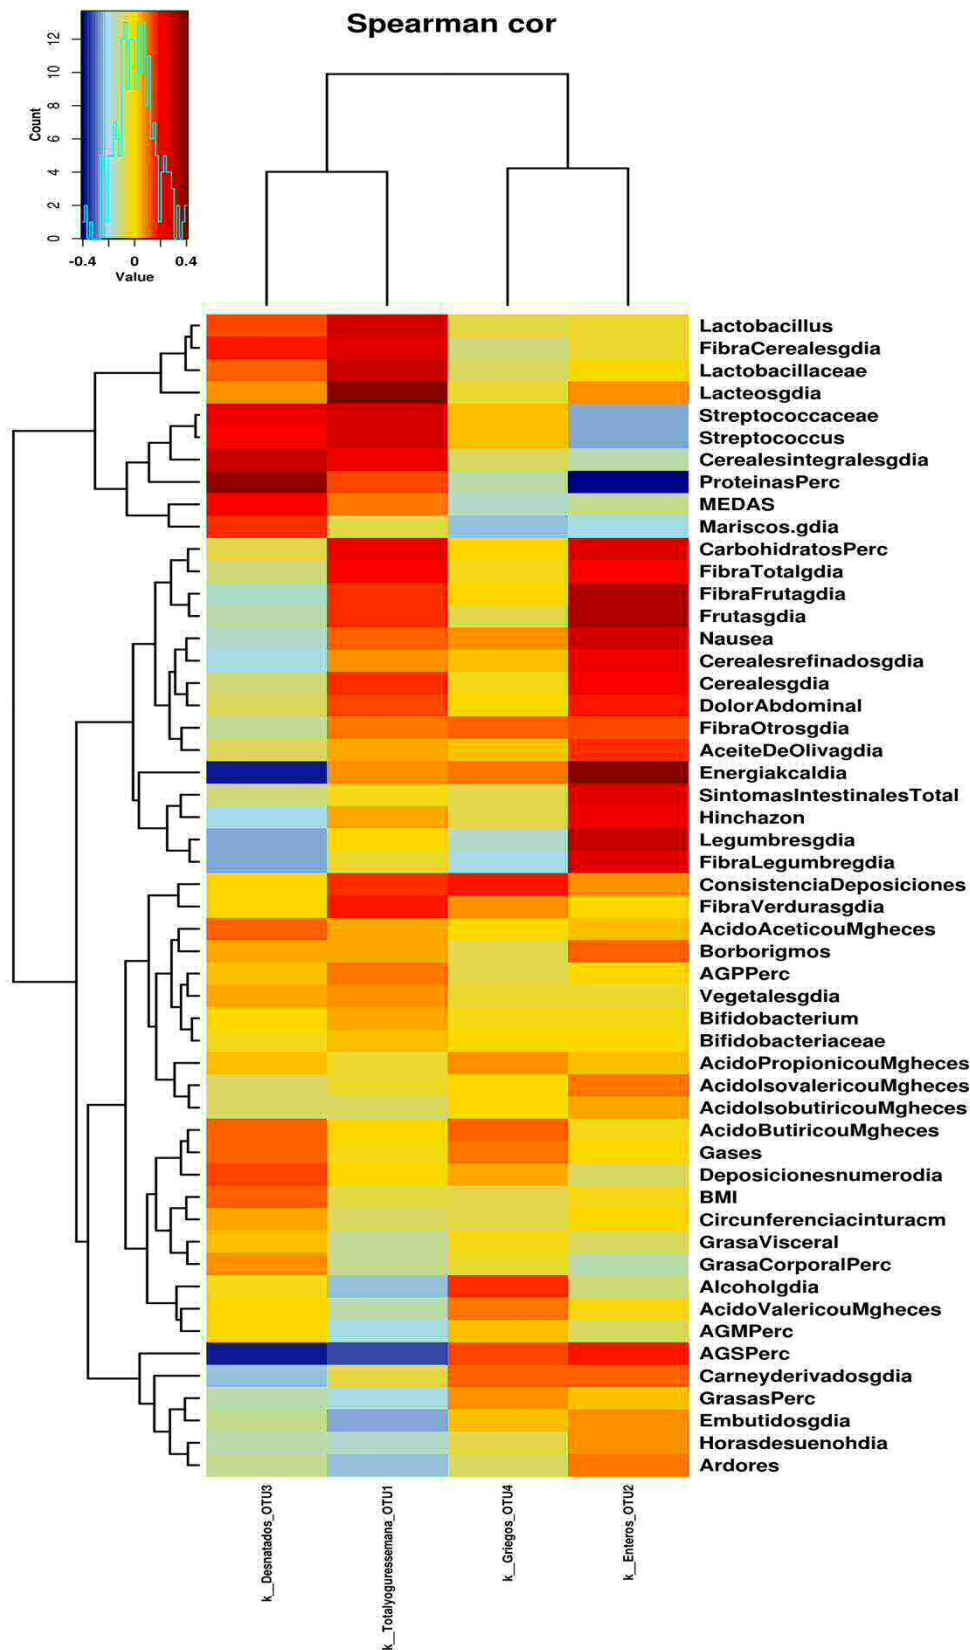 Spearman cor
12
10
8
6
4
2
0
Count
-0.4 0 0.4
Value
Lactobacillus
FibraCerealesgdia
Lactobacillaceae
Lacteosgdia
Streptococcaceae
Streptococcus
Cerealesintegralesgdia
ProteinasPerc
MEDAS
Mariscos.gdia
CarbohidratosPerc
FibraTotalgdia
FibraFrutagdia
Frutasgdia
Nausea
Cerealesrefinadosgdia
Cerealesgdia
DolorAbdominal
FibraOtrosgdia
AceiteDeOlivagdia
Energiakcaldia
SintomasIntestinalesTotal
Hinchazon
Legumbresgdia
FibraLegumbregdia
ConsistenciaDeposiciones
FibraVerdurasgdia
AcidoAceticouMgheces
Borborigmos
AGPPerc
Vegetalesgdia
Bifidobacterium
Bifidobacteriaceae
AcidoPropionicouMgheces
AcidoIsovalericouMgheces
AcidoIsobutiricouMgheces
AcidoButiricouMgheces
Gases
Deposicionesnumerodia
BMI
Circunferenciacinturacm
GrasaVisceral
GrasaCorporalPerc
Alcoholgdia
AcidoValericouMgheces
AGMPerc
AGSPerc
Carneyderivadosgdia
GrasasPerc
Embutidosgdia
Horasdesuenohdia
Ardores
k__Desnatados_OTU3
k__Totalyoguressemana_OTU1
k__Griegos_OTU4
k__Enteros_OTU2